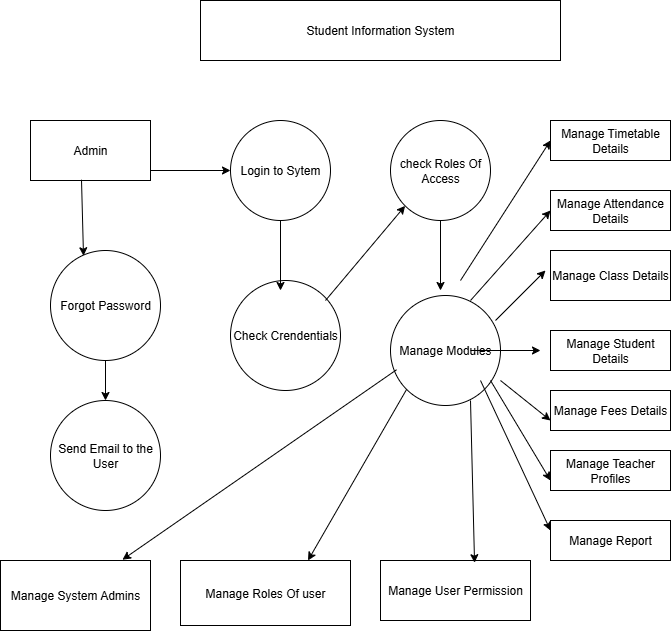 Student Information System
Admin
Login to Sytem
check Roles Of
Access
Manage Timetable
Details
Manage Attendance
Details
Manage Class Details
Forgot Password
Check Crendentials
Manage Modules
Manage Student
Details
Manage Fees Details
Send Email to the
User
Manage Teacher
Profiles
Manage Report
Manage System Admins
Manage Roles Of user
Manage User Permission